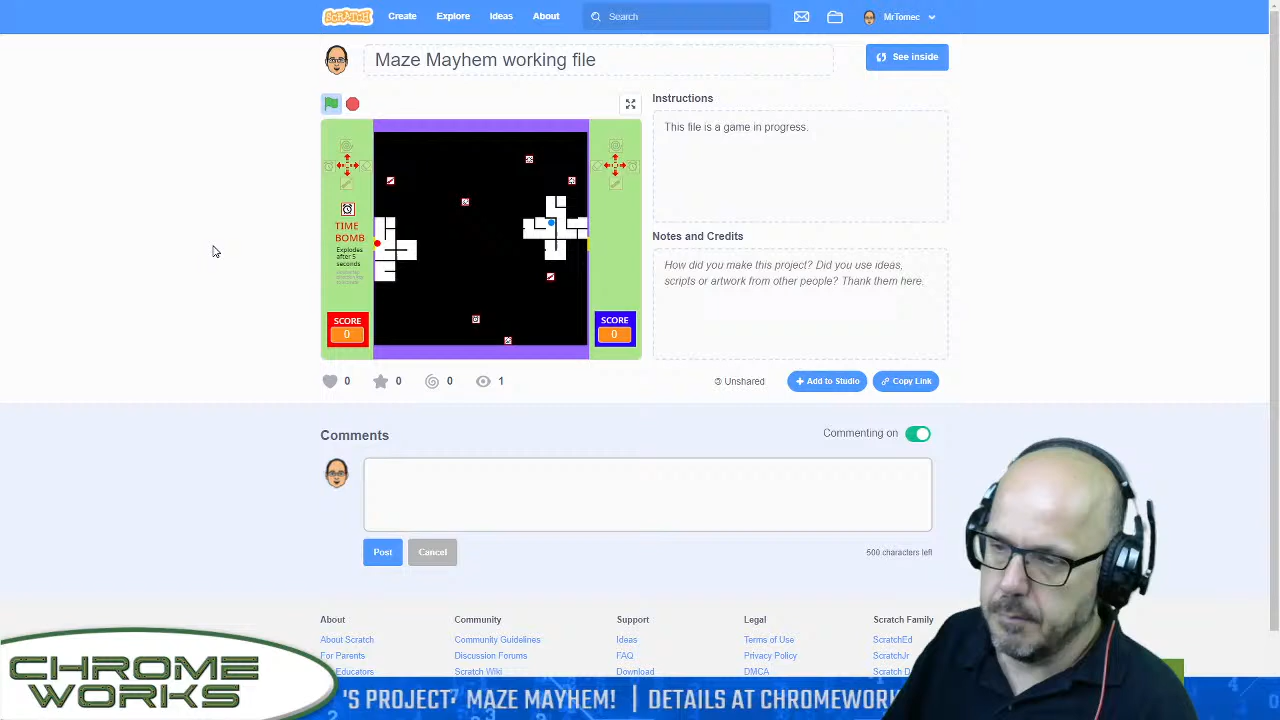 SCRATCH
Create
Explore
Ideas
About
Search
MrTomec
Maze Mayhem working file
See inside
Instructions
This file is a game in progress.
TIME
BOMB
Explodes
after 5
seconds
SCORE
0
SCORE
0
Notes and Credits
How did you make this project? Did you use ideas,
scripts or artwork from other people? Thank them here.
0
0
0
1
Unshared
Add to Studio
Copy Link
Comments
Commenting on
Post
Cancel
500 characters left
About
Community
Support
Legal
Scratch Family
About Scratch
Community Guidelines
Ideas
Terms of Use
ScratchEd
For Parents
Discussion Forums
FAQ
Privacy Policy
ScratchJr
Educators
Scratch Wiki
Download
DMCA
Scratch D
CHROME
WORKS
'S PROJECT, MAZE MAYHEM! | DETAILS AT CHROMEWORK